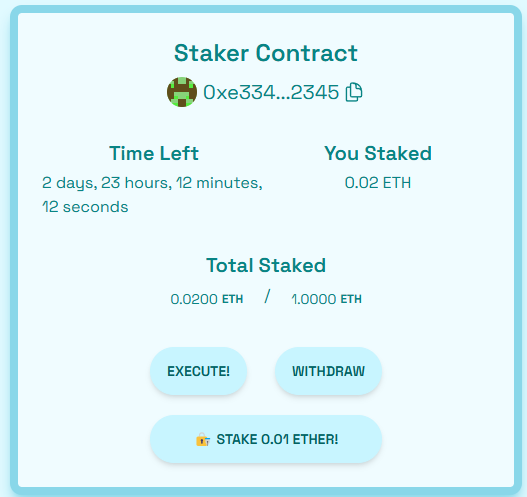 Staker Contract
0xe334...2345
Time Left
You Staked
2 days, 23 hours, 12 minutes,
12 seconds
0.02 ETH
Total Staked
0.0200 ETH / 1.0000 ETH
EXECUTE!
WITHDRAW
🔏 STAKE 0.01 ETHER!